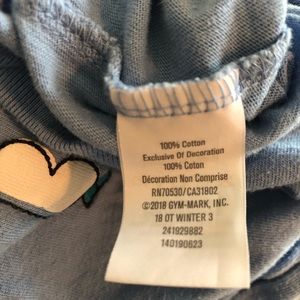 100% Cotton
Exclusive Of Decoration
100% Coton
Décoration Non Comprise
RN70530/CA31802
©2018 GYM-MARK, INC.
18 OT WINTER 3
241929882
140190623